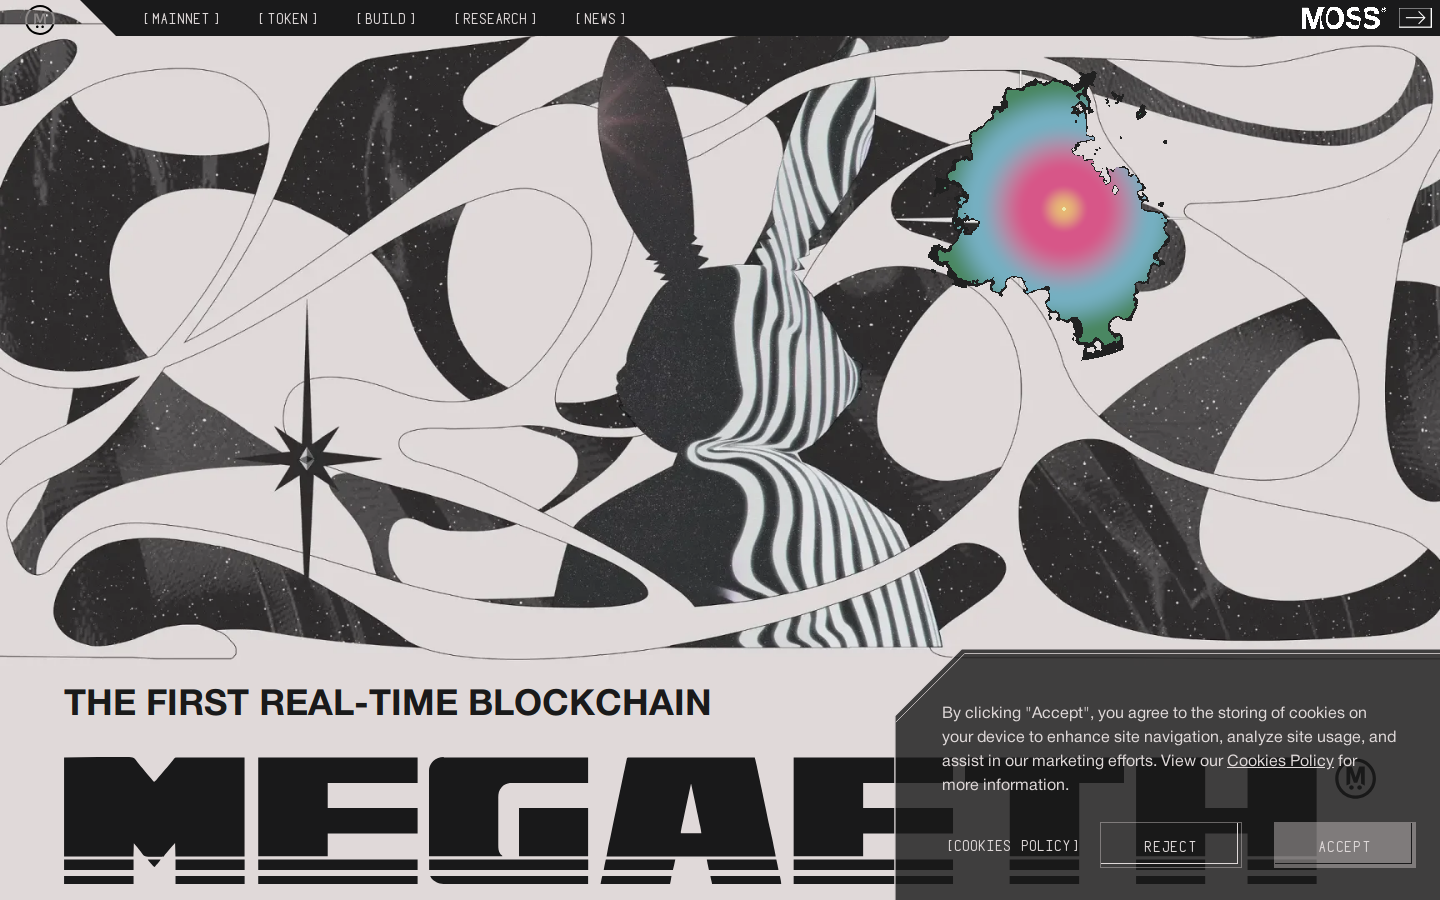 [ MAINNET ] [ TOKEN ] [ BUILD ] [ RESEARCH ] [ NEWS ]
MOSS
THE FIRST REAL-TIME BLOCKCHAIN
MEGAETH
By clicking "Accept", you agree to the storing of cookies on
your device to enhance site navigation, analyze site usage, and
assist in our marketing efforts. View our Cookies Policy for
more information.
[COOKIES POLICY] REJECT ACCEPT